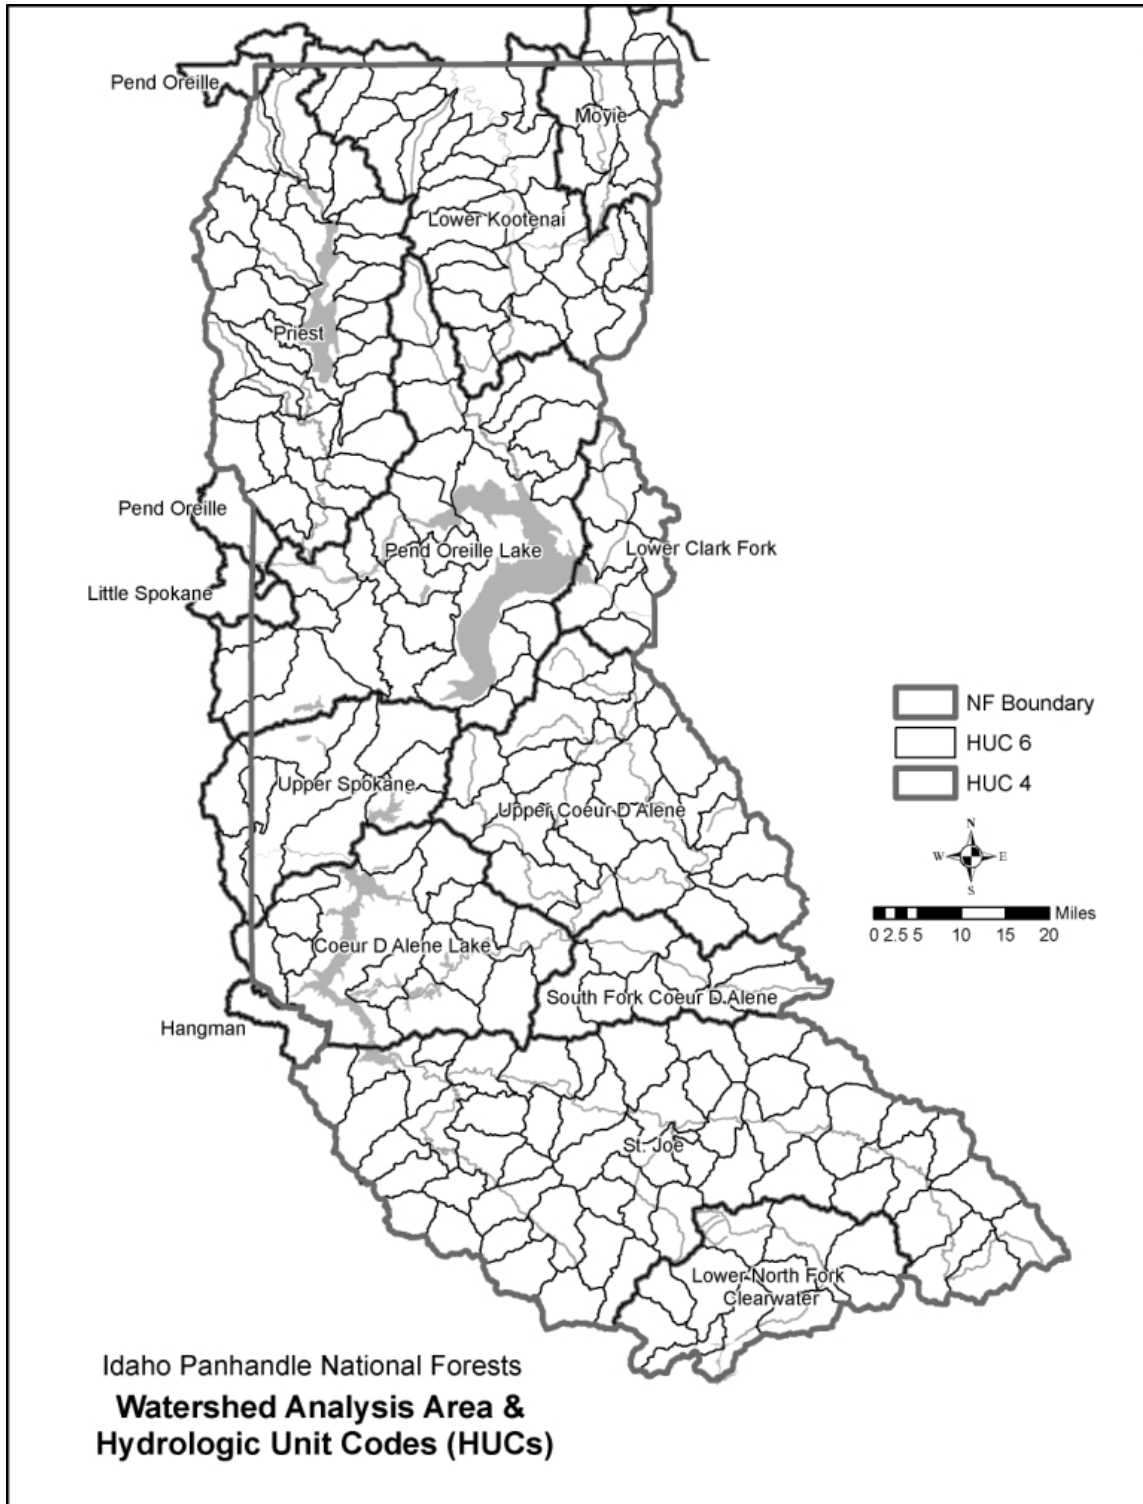 Pend Oreille
Moyie
Lower Kootenai
Priest
Pend Oreille
Pend Oreille Lake
Lower Clark Fork
Little Spokane
NF Boundary
HUC 6
HUC 4
Upper Spokane
Upper Coeur D Alene
N
W
E
S
Miles
0 2.5 5 10 15 20
Coeur D Alene Lake
South Fork Coeur D Alene
Hangman
St. Joe
Lower North Fork
Clearwater
Idaho Panhandle National Forests
Watershed Analysis Area &
Hydrologic Unit Codes (HUCs)